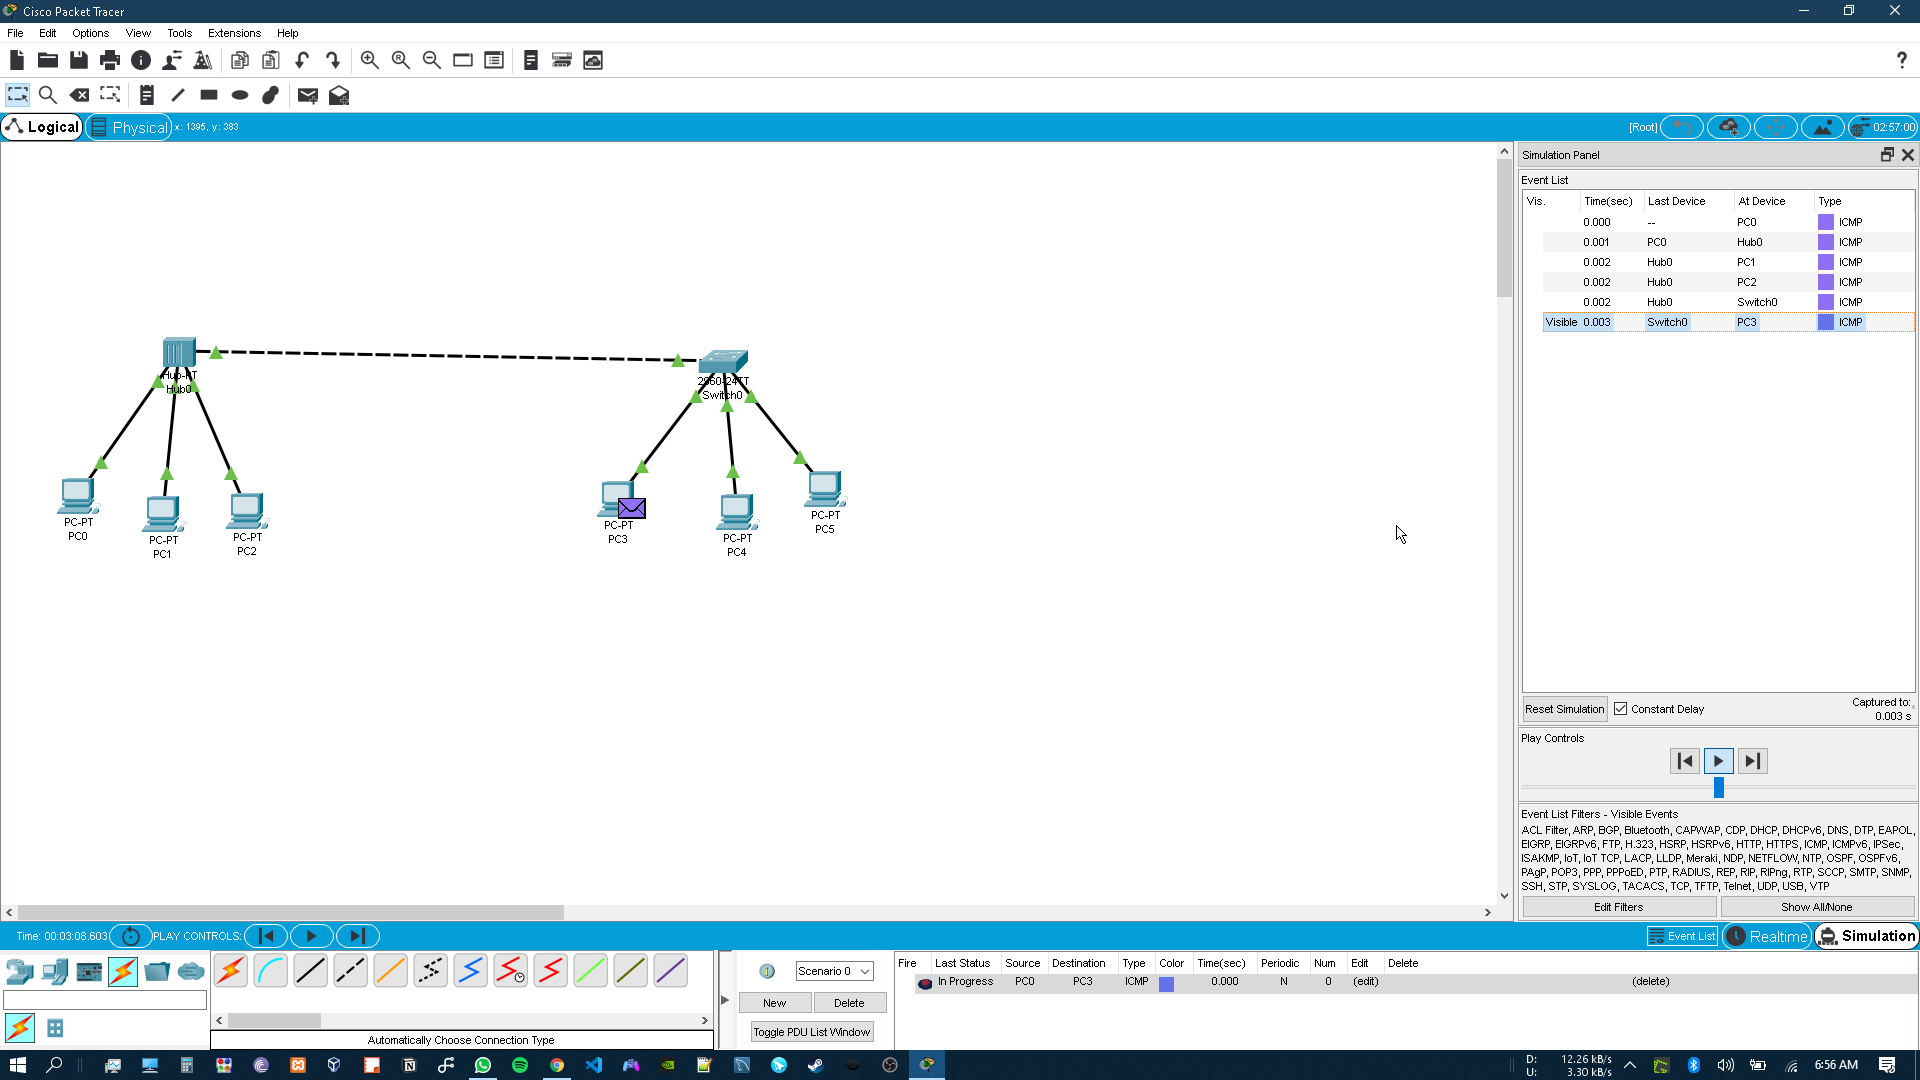 Cisco Packet Tracer
File Edit Options View Tools Extensions Help
Logical Physical x: 1395, y: 383 [Root] 02:57:00
Simulation Panel
Event List
Vis. Time(sec) Last Device At Device Type
0.000 -- PC0 ICMP
0.001 PC0 Hub0 ICMP
0.002 Hub0 PC1 ICMP
0.002 Hub0 PC2 ICMP
0.002 Hub0 Switch0 ICMP
Visible 0.003 Switch0 PC3 ICMP
Hub-PT
Hub0
2960-24TT
Switch0
PC-PT
PC0
PC-PT
PC1
PC-PT
PC2
PC-PT
PC3
PC-PT
PC4
PC-PT
PC5
Reset Simulation Constant Delay Captured to:
0.003 s
Play Controls
Event List Filters - Visible Events
ACL Filter, ARP, BGP, Bluetooth, CAPWAP, CDP, DHCP, DHCPv6, DNS, DTP, EAPOL,
EIGRP, EIGRPv6, FTP, H.323, HSRP, HSRPv6, HTTP, HTTPS, ICMP, ICMPv6, IPSec,
ISAKMP, IoT, IoT TCP, LACP, LLDP, Meraki, NDP, NETFLOW, NTP, OSPF, OSPFv6,
PAgP, POP3, PPP, PPPoED, PTP, RADIUS, REP, RIP, RIPng, RTP, SCCP, SMTP, SNMP,
SSH, STP, SYSLOG, TACACS, TCP, TFTP, Telnet, UDP, USB, VTP
Edit Filters Show All/None
Time: 00:03:08.603 PLAY CONTROLS: Event List Realtime Simulation
Scenario 0
New Delete
Toggle PDU List Window
Fire Last Status Source Destination Type Color Time(sec) Periodic Num Edit Delete
In Progress PC0 PC3 ICMP 0.000 N 0 (edit) (delete)
Automatically Choose Connection Type
D: 12.26 kB/s
U: 3.30 kB/s
6:56 AM